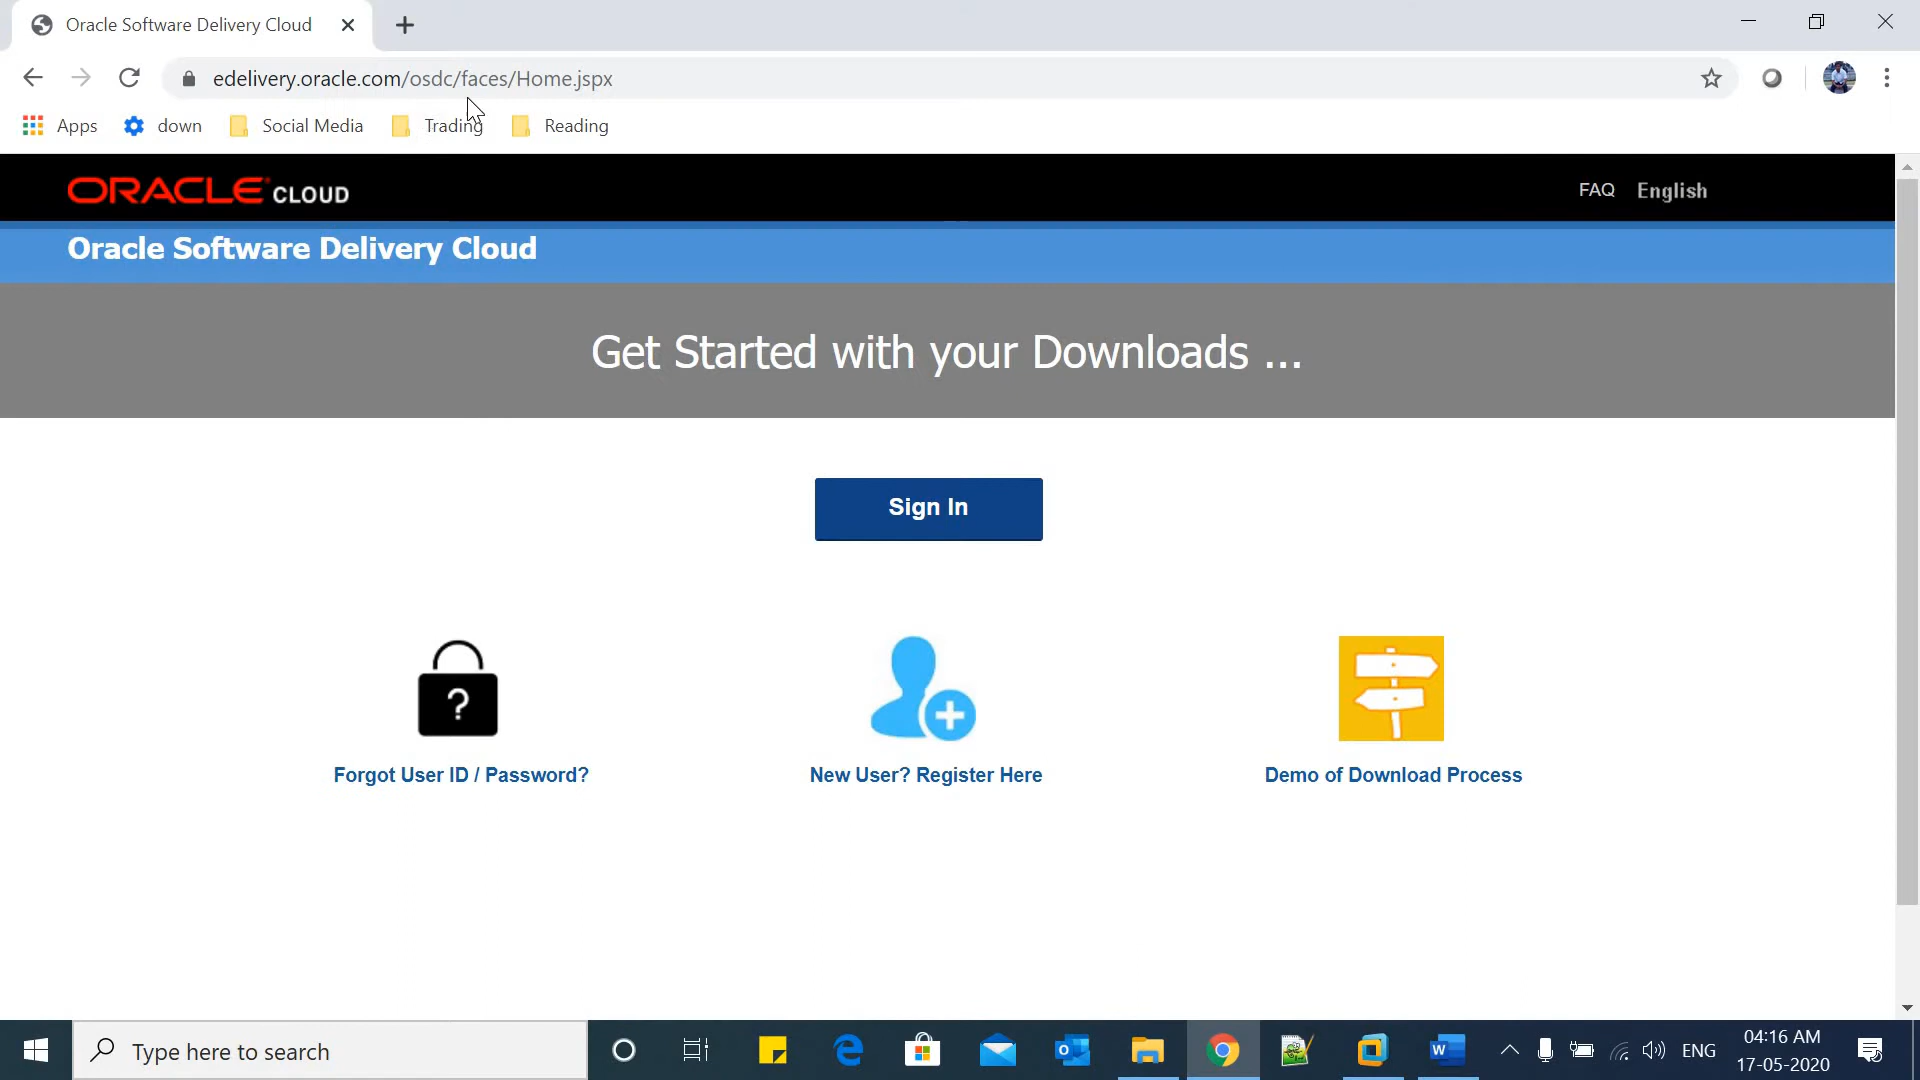 Oracle Software Delivery Cloud
edelivery.oracle.com/osdc/faces/Home.jspx
Apps down Social Media Trading Reading
ORACLE CLOUD FAQ English
Oracle Software Delivery Cloud
Get Started with your Downloads ...
Sign In
?
Forgot User ID / Password? New User? Register Here Demo of Download Process
Type here to search
ENG
04:16 AM
17-05-2020